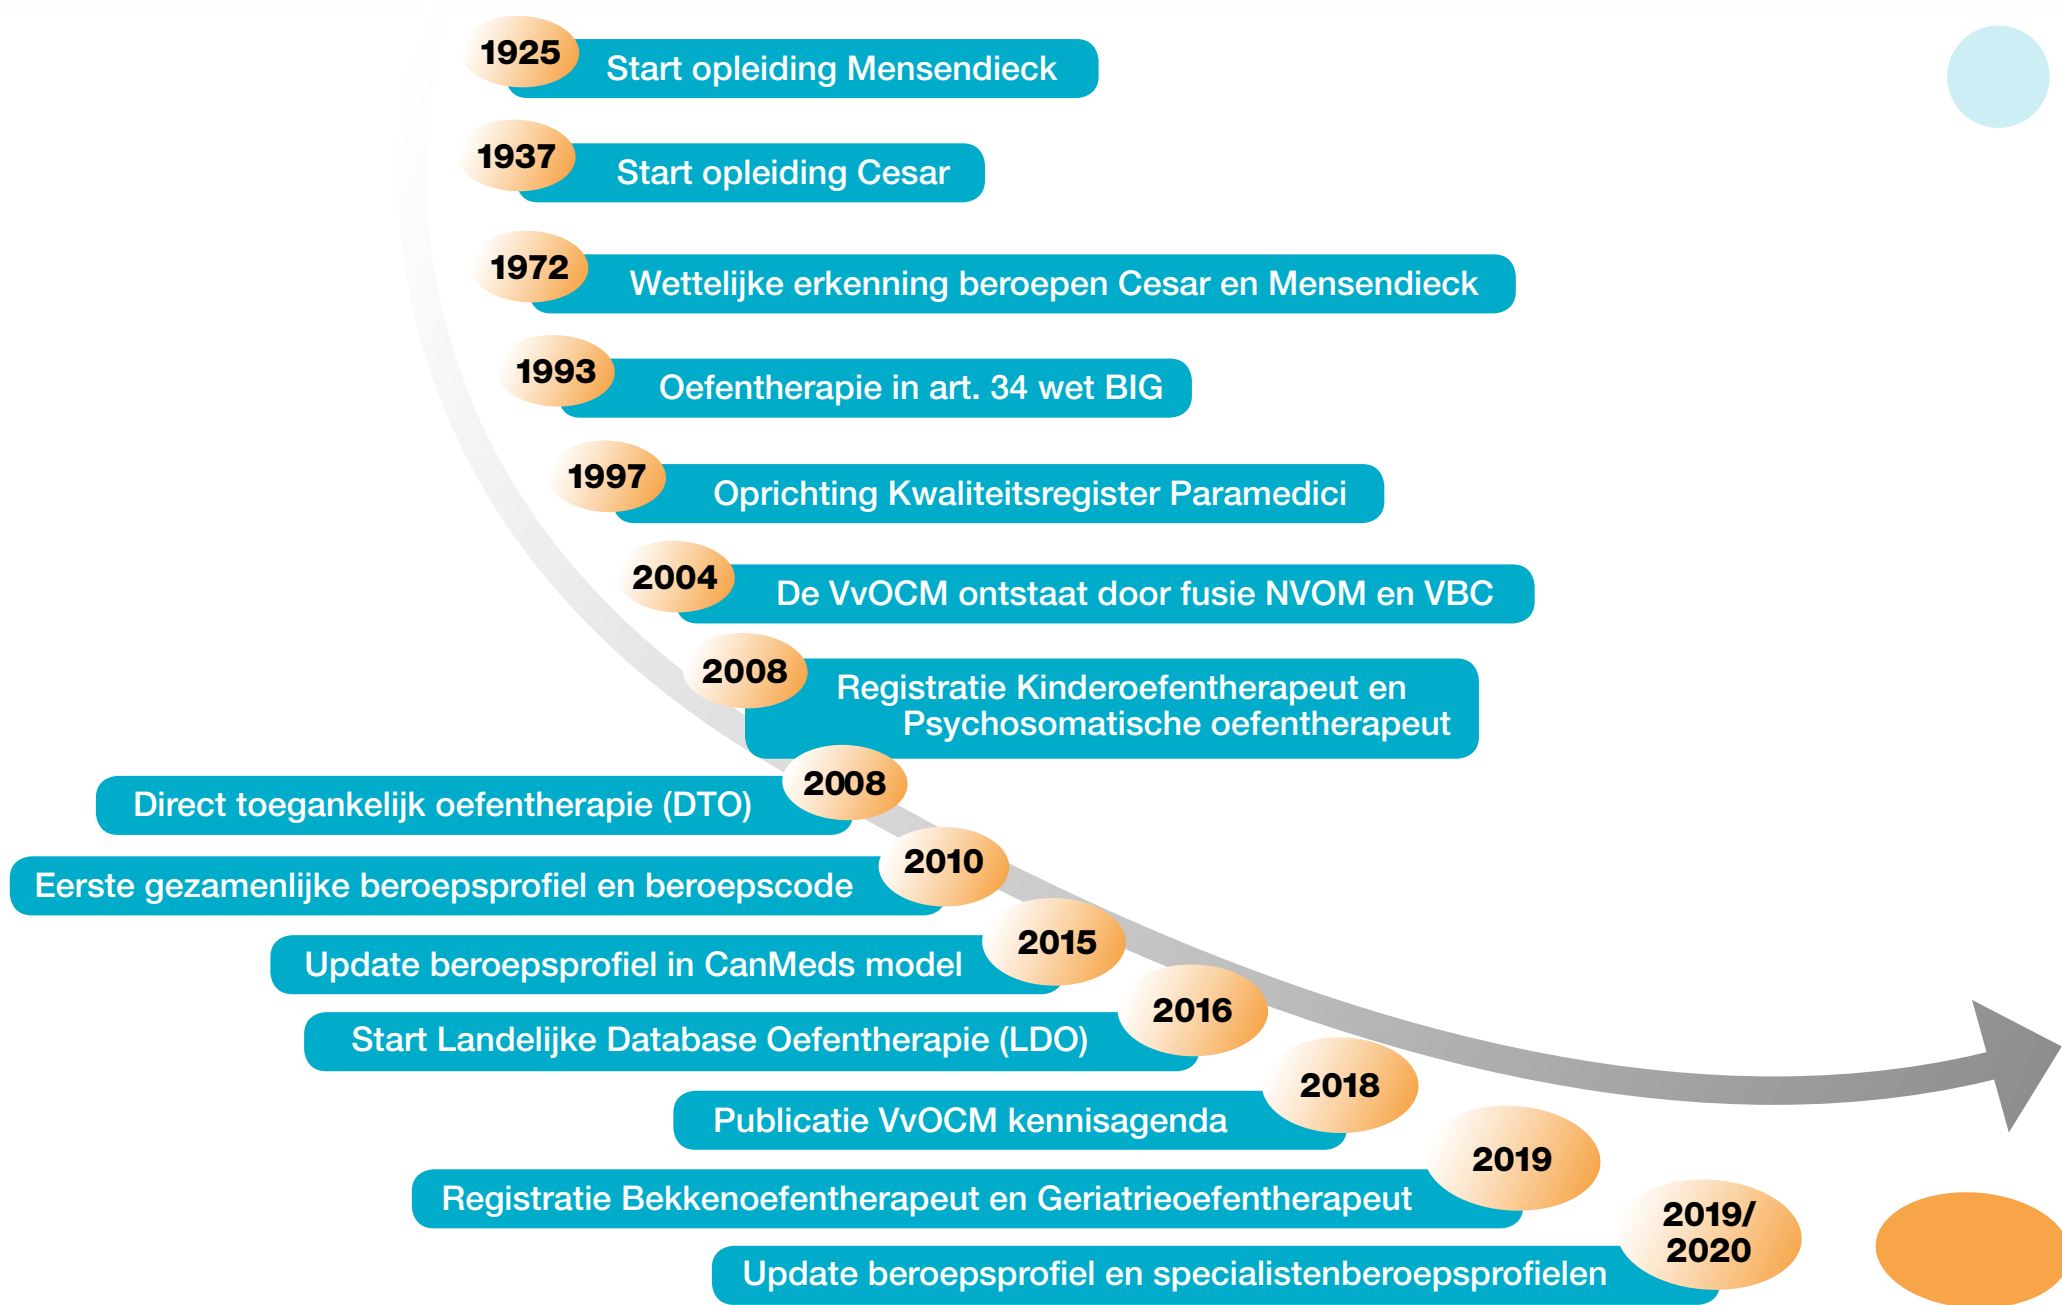 1925
Start opleiding Mensendieck
1937
Start opleiding Cesar
1972
Wettelijke erkenning beroepen Cesar en Mensendieck
1993
Oefentherapie in art. 34 wet BIG
1997
Oprichting Kwaliteitsregister Paramedici
2004
De VvOCM ontstaat door fusie NVOM en VBC
2008
Registratie Kinderoefentherapeut en
Psychosomatische oefentherapeut
2008
Direct toegankelijk oefentherapie (DTO)
2010
Eerste gezamenlijke beroepsprofiel en beroepscode
2015
Update beroepsprofiel in CanMeds model
2016
Start Landelijke Database Oefentherapie (LDO)
2018
Publicatie VvOCM kennisagenda
2019
Registratie Bekkenoefentherapeut en Geriatrieoefentherapeut
2019/
2020
Update beroepsprofiel en specialistenberoepsprofielen